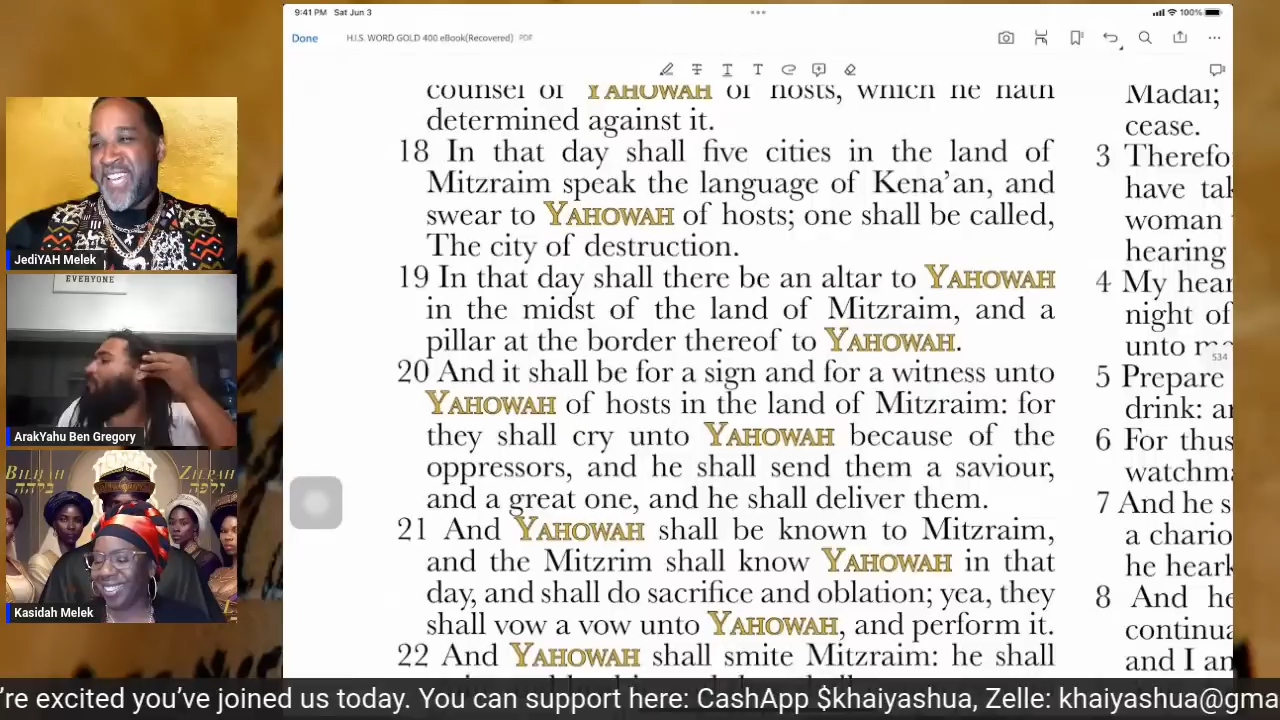 9:41 PM Sat Jun 3
100%
Done
H.I.S. WORD GOLD 400 eBook(Recovered) PDF
counsel of YAHOWAH of hosts, which he hath
determined against it.
18 In that day shall five cities in the land of
Mitzraim speak the language of Kena’an, and
swear to YAHOWAH of hosts; one shall be called,
The city of destruction.
19 In that day shall there be an altar to YAHOWAH
in the midst of the land of Mitzraim, and a
pillar at the border thereof to YAHOWAH.
20 And it shall be for a sign and for a witness unto
YAHOWAH of hosts in the land of Mitzraim: for
they shall cry unto YAHOWAH because of the
oppressors, and he shall send them a saviour,
and a great one, and he shall deliver them.
21 And YAHOWAH shall be known to Mitzraim,
and the Mitzrim shall know YAHOWAH in that
day, and shall do sacrifice and oblation; yea, they
shall vow a vow unto YAHOWAH, and perform it.
22 And YAHOWAH shall smite Mitzraim: he shall
Madai;
cease.
3 Therefo
have tak
woman
hearing
4 My hear
night of
unto
534
5 Prepare
drink: a
6 For thus
watchma
7 And he s
a chario
he heark
8 And he
continua
and I am
JediYAH Melek
EVERYONE
ArakYahu Ben Gregory
BILHAH
בלהה
ZILPAH
זלפה
Kasidah Melek
’re excited you’ve joined us today. You can support here: CashApp $khaiyashua, Zelle: khaiyashua@gma